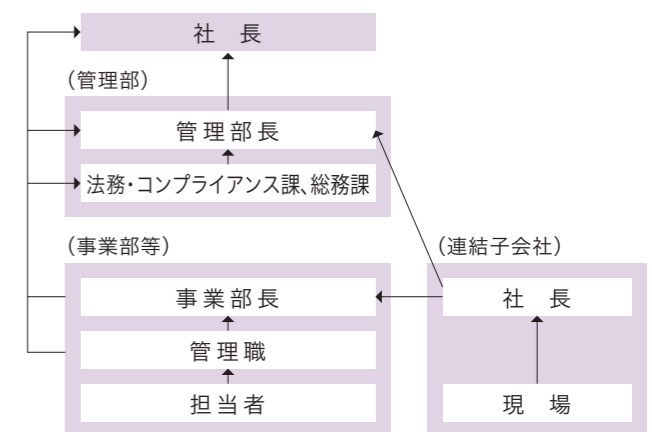 社　長
（管理部）
管理部長
法務・コンプライアンス課、総務課
（事業部等）
（連結子会社）
事業部長
社　長
管理職
担当者
現　場